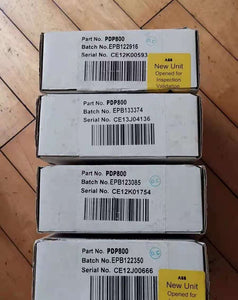 Part No. PDP800
Batch No.EPB122916
Serial No. CE12K00593
ABB
New Unit
Opened for
Inspection
Validation
Part No. PDP800
Batch No.EPB133374
Serial No. CE13J04136
Part No. PDP800
Batch No.EPB123085
Serial No. CE12K01754
Part No. PDP800
Batch No.EPB122350
Serial No. CE12J00666
ABB
New Unit
Opened for